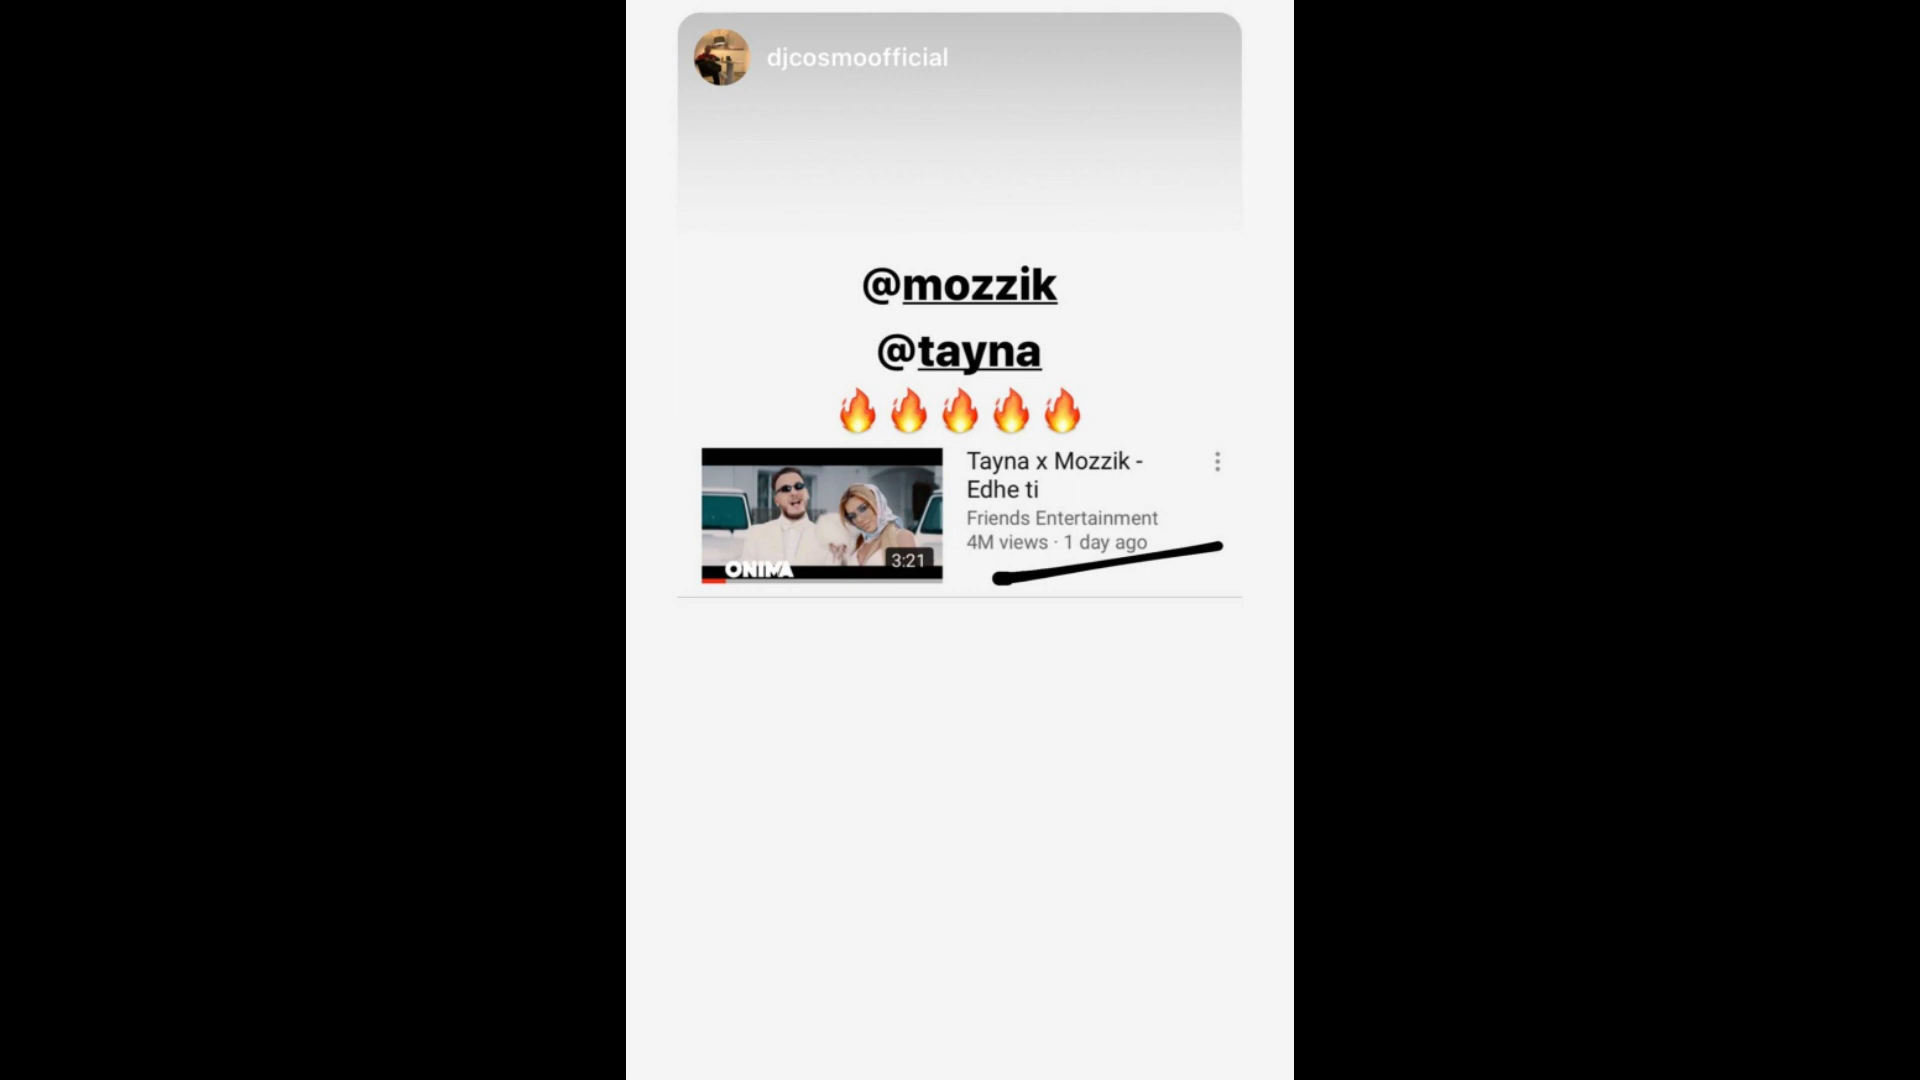 djcosmoofficial
@mozzik
@tayna
🔥🔥🔥🔥🔥
Tayna x Mozzik -
Edhe ti
Friends Entertainment
4M views · 1 day ago
3:21
ONIMA